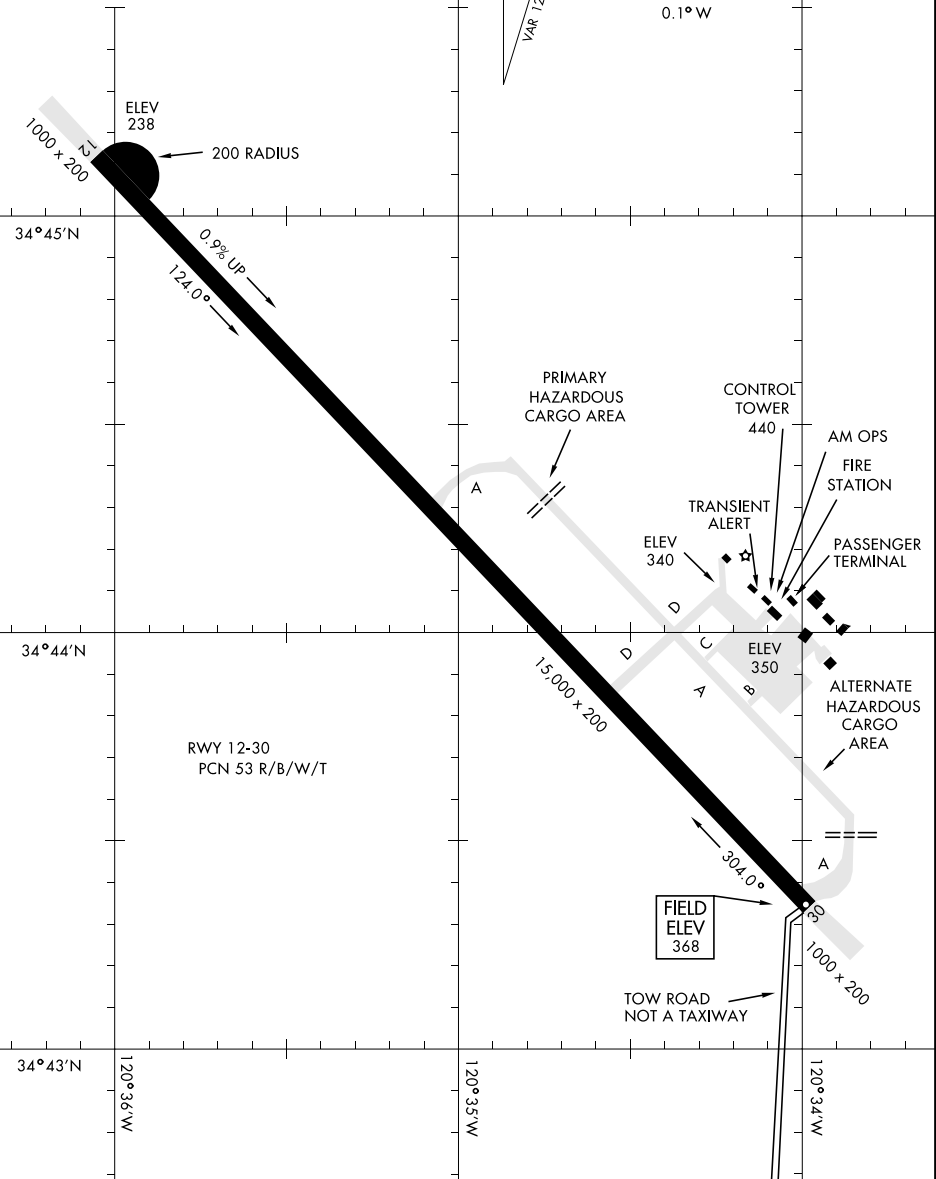 VAR 12
0.1° W
ELEV
238
200 RADIUS
1000 x 200
12
34°45'N
0.9% UP
124.0°
PRIMARY
HAZARDOUS
CARGO AREA
CONTROL
TOWER
440
AM OPS
FIRE
STATION
A
TRANSIENT
ALERT
PASSENGER
TERMINAL
ELEV
340
D
C
D
34°44'N
ELEV
350
A
B
15,000 x 200
ALTERNATE
HAZARDOUS
CARGO
AREA
RWY 12-30
PCN 53 R/B/W/T
304.0°
A
FIELD
ELEV
368
30
1000 x 200
TOW ROAD
NOT A TAXIWAY
34°43'N
120°36'W
120°35'W
120°34'W